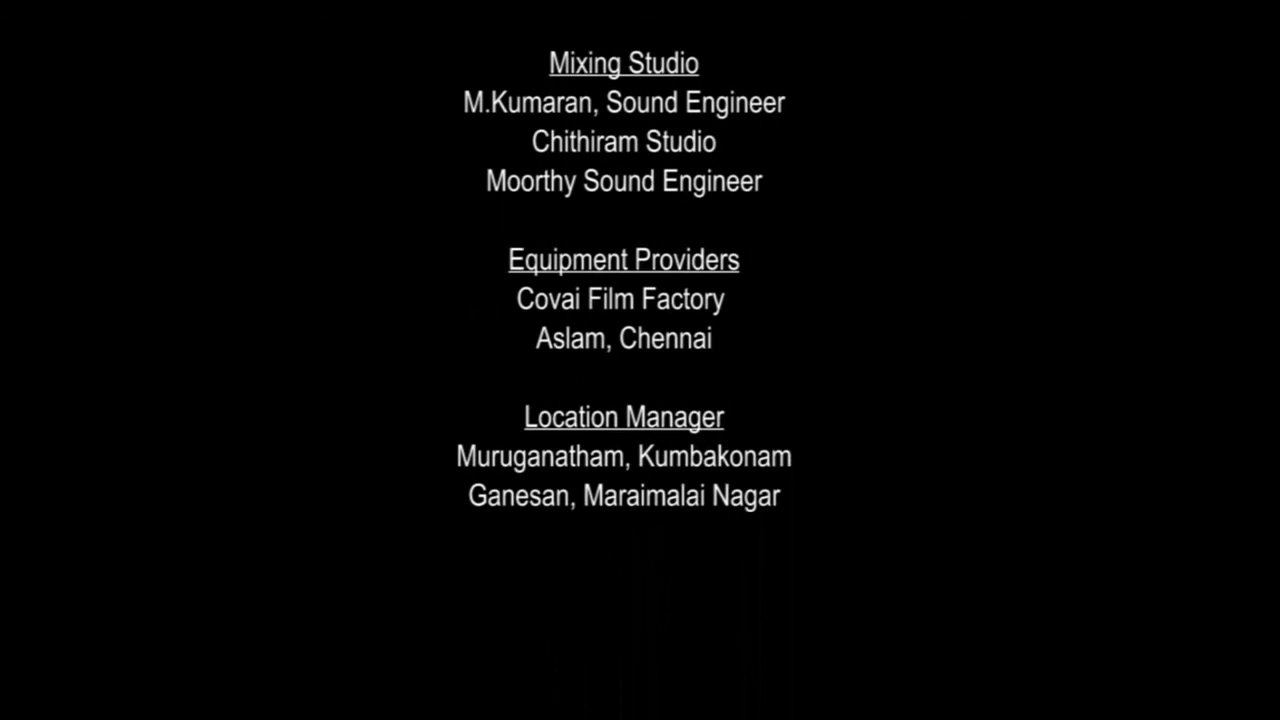 Mixing Studio
M.Kumaran, Sound Engineer
Chithiram Studio
Moorthy Sound Engineer
Equipment Providers
Covai Film Factory
Aslam, Chennai
Location Manager
Muruganatham, Kumbakonam
Ganesan, Maraimalai Nagar